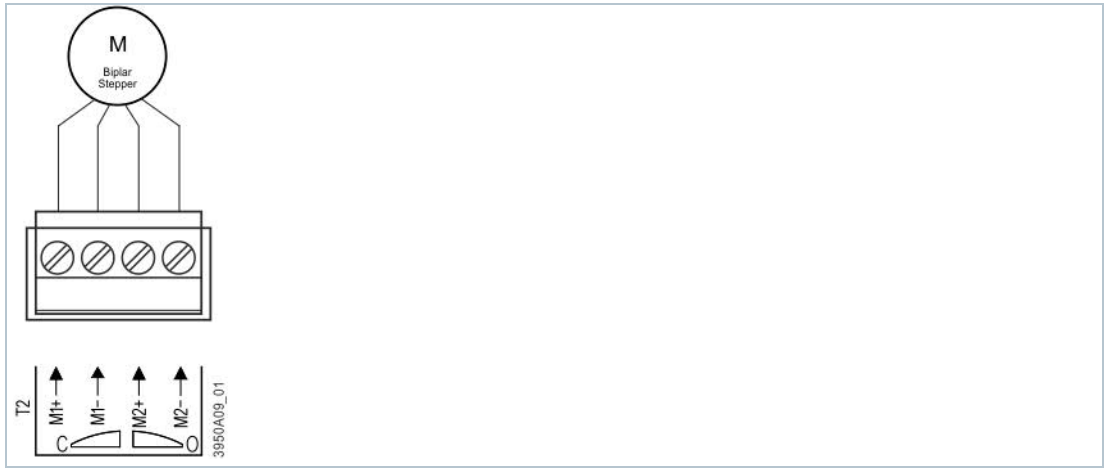 M
Biplar
Stepper
T2
M1+
M1−
M2+
M2−
C
O
3950A09_01